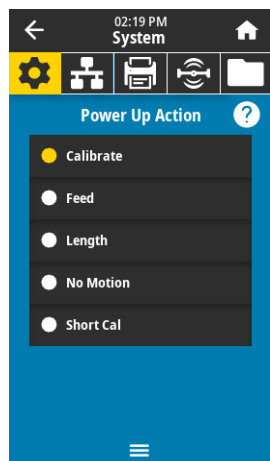 02:19 PM
System
Power Up Action
?
Calibrate
Feed
Length
No Motion
Short Cal